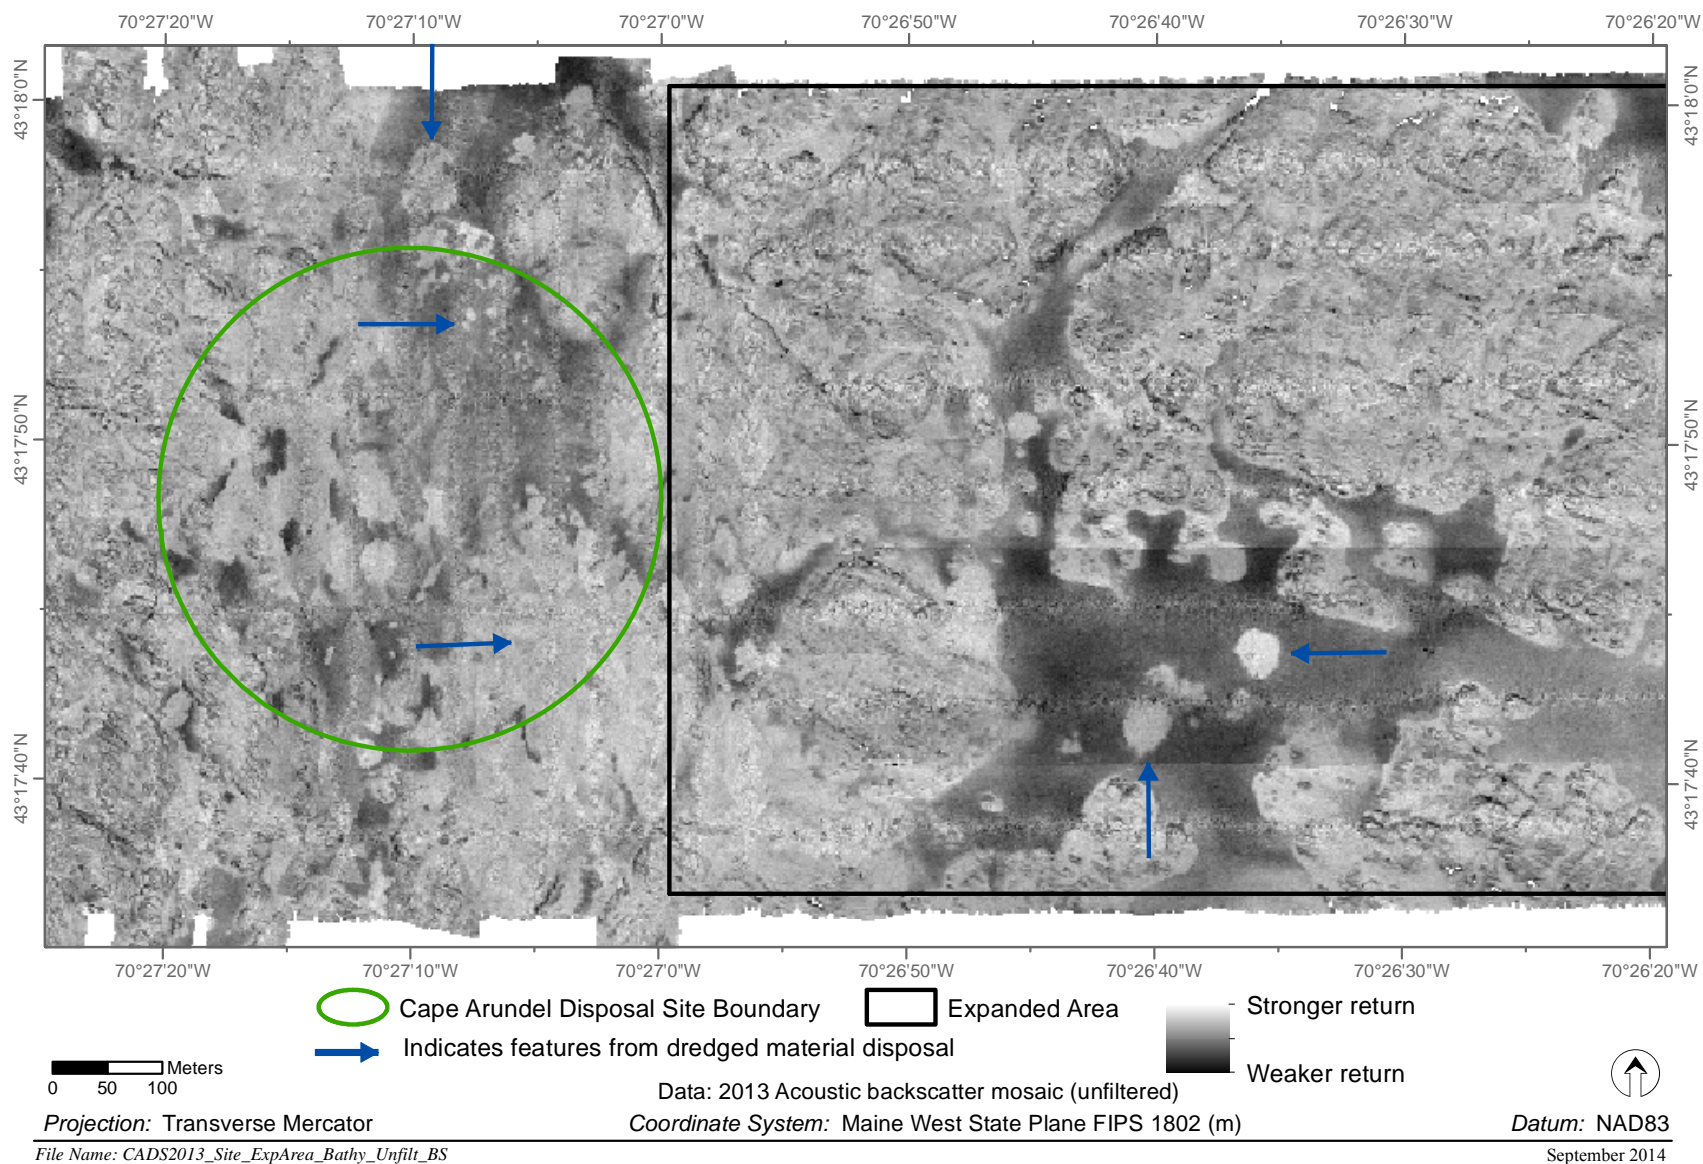 70°27'20"W 70°27'10"W 70°27'0"W 70°26'50"W 70°26'40"W 70°26'30"W 70°26'20"W
43°18'0"N
43°18'0"N
43°17'50"N
43°17'50"N
43°17'40"N
43°17'40"N
70°27'20"W 70°27'10"W 70°27'0"W 70°26'50"W 70°26'40"W 70°26'30"W 70°26'20"W
Cape Arundel Disposal Site Boundary
Expanded Area
Stronger return
Indicates features from dredged material disposal
Weaker return
Meters
0 50 100
Data: 2013 Acoustic backscatter mosaic (unfiltered)
Projection: Transverse Mercator Coordinate System: Maine West State Plane FIPS 1802 (m) Datum: NAD83
File Name: CADS2013_Site_ExpArea_Bathy_Unfilt_BS September 2014